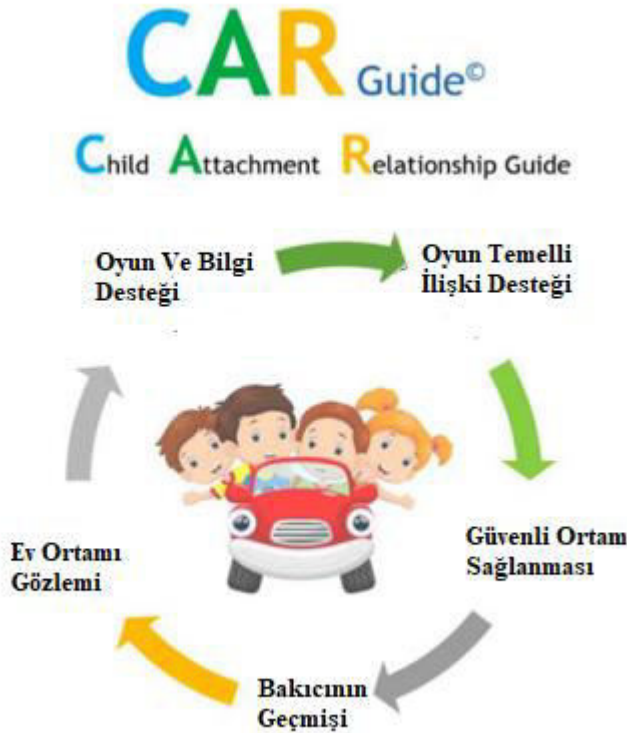 CAR Guide©
Child Attachment Relationship Guide
Oyun Ve Bilgi
Desteği
Oyun Temelli
İlişki Desteği
Güvenli Ortam
Sağlanması
Bakıcının
Geçmişi
Ev Ortamı
Gözlemi